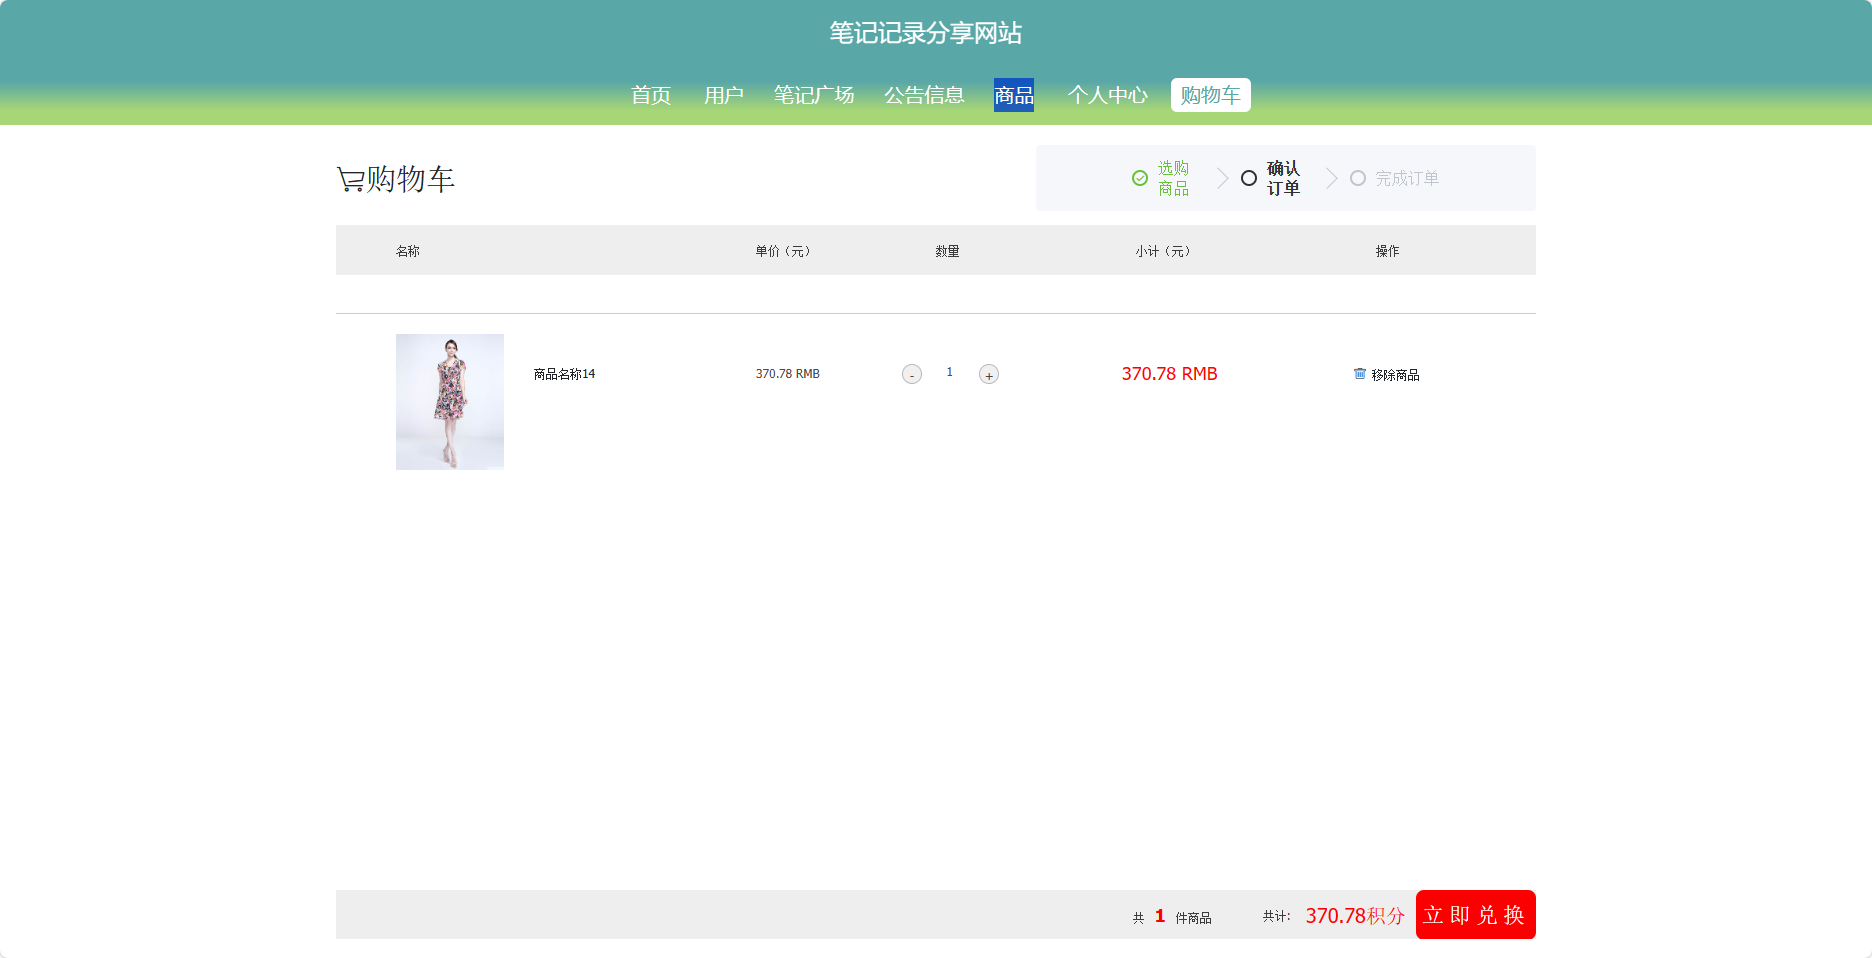 笔记记录分享网站
首页 用户 笔记广场 公告信息 商品 个人中心 购物车
购物车
选购
商品
确认
订单
完成订单
名称 单价（元） 数量 小计（元） 操作
商品名称14 370.78 RMB - 1 + 370.78 RMB 移除商品
共 1 件商品 共计: 370.78积分 立即兑换